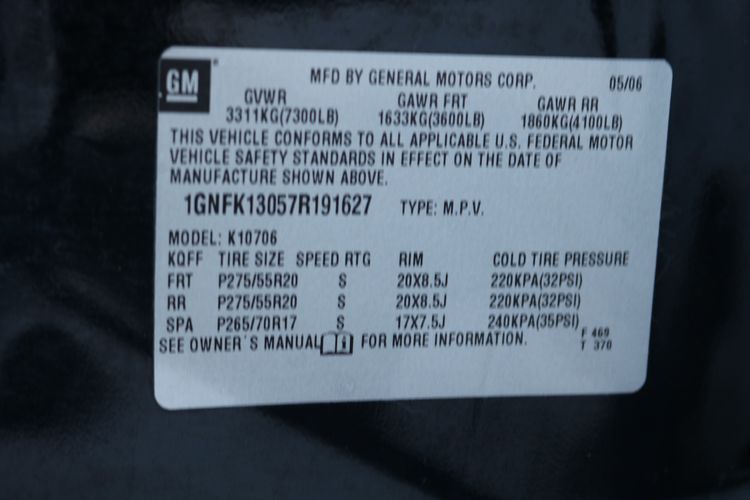 GM
MFD BY GENERAL MOTORS CORP. 05/06
GVWR GAWR FRT GAWR RR
3311KG(7300LB) 1633KG(3600LB) 1860KG(4100LB)
THIS VEHICLE CONFORMS TO ALL APPLICABLE U.S. FEDERAL MOTOR
VEHICLE SAFETY STANDARDS IN EFFECT ON THE DATE OF
MANUFACTURE SHOWN ABOVE.
1GNFK13057R191627 TYPE: M.P.V.
MODEL: K10706
KQFF TIRE SIZE SPEED RTG RIM COLD TIRE PRESSURE
FRT P275/55R20 S 20X8.5J 220KPA(32PSI)
RR P275/55R20 S 20X8.5J 220KPA(32PSI)
SPA P265/70R17 S 17X7.5J 240KPA(35PSI)
SEE OWNER'S MANUAL FOR MORE INFORMATION.
F 469
T 370